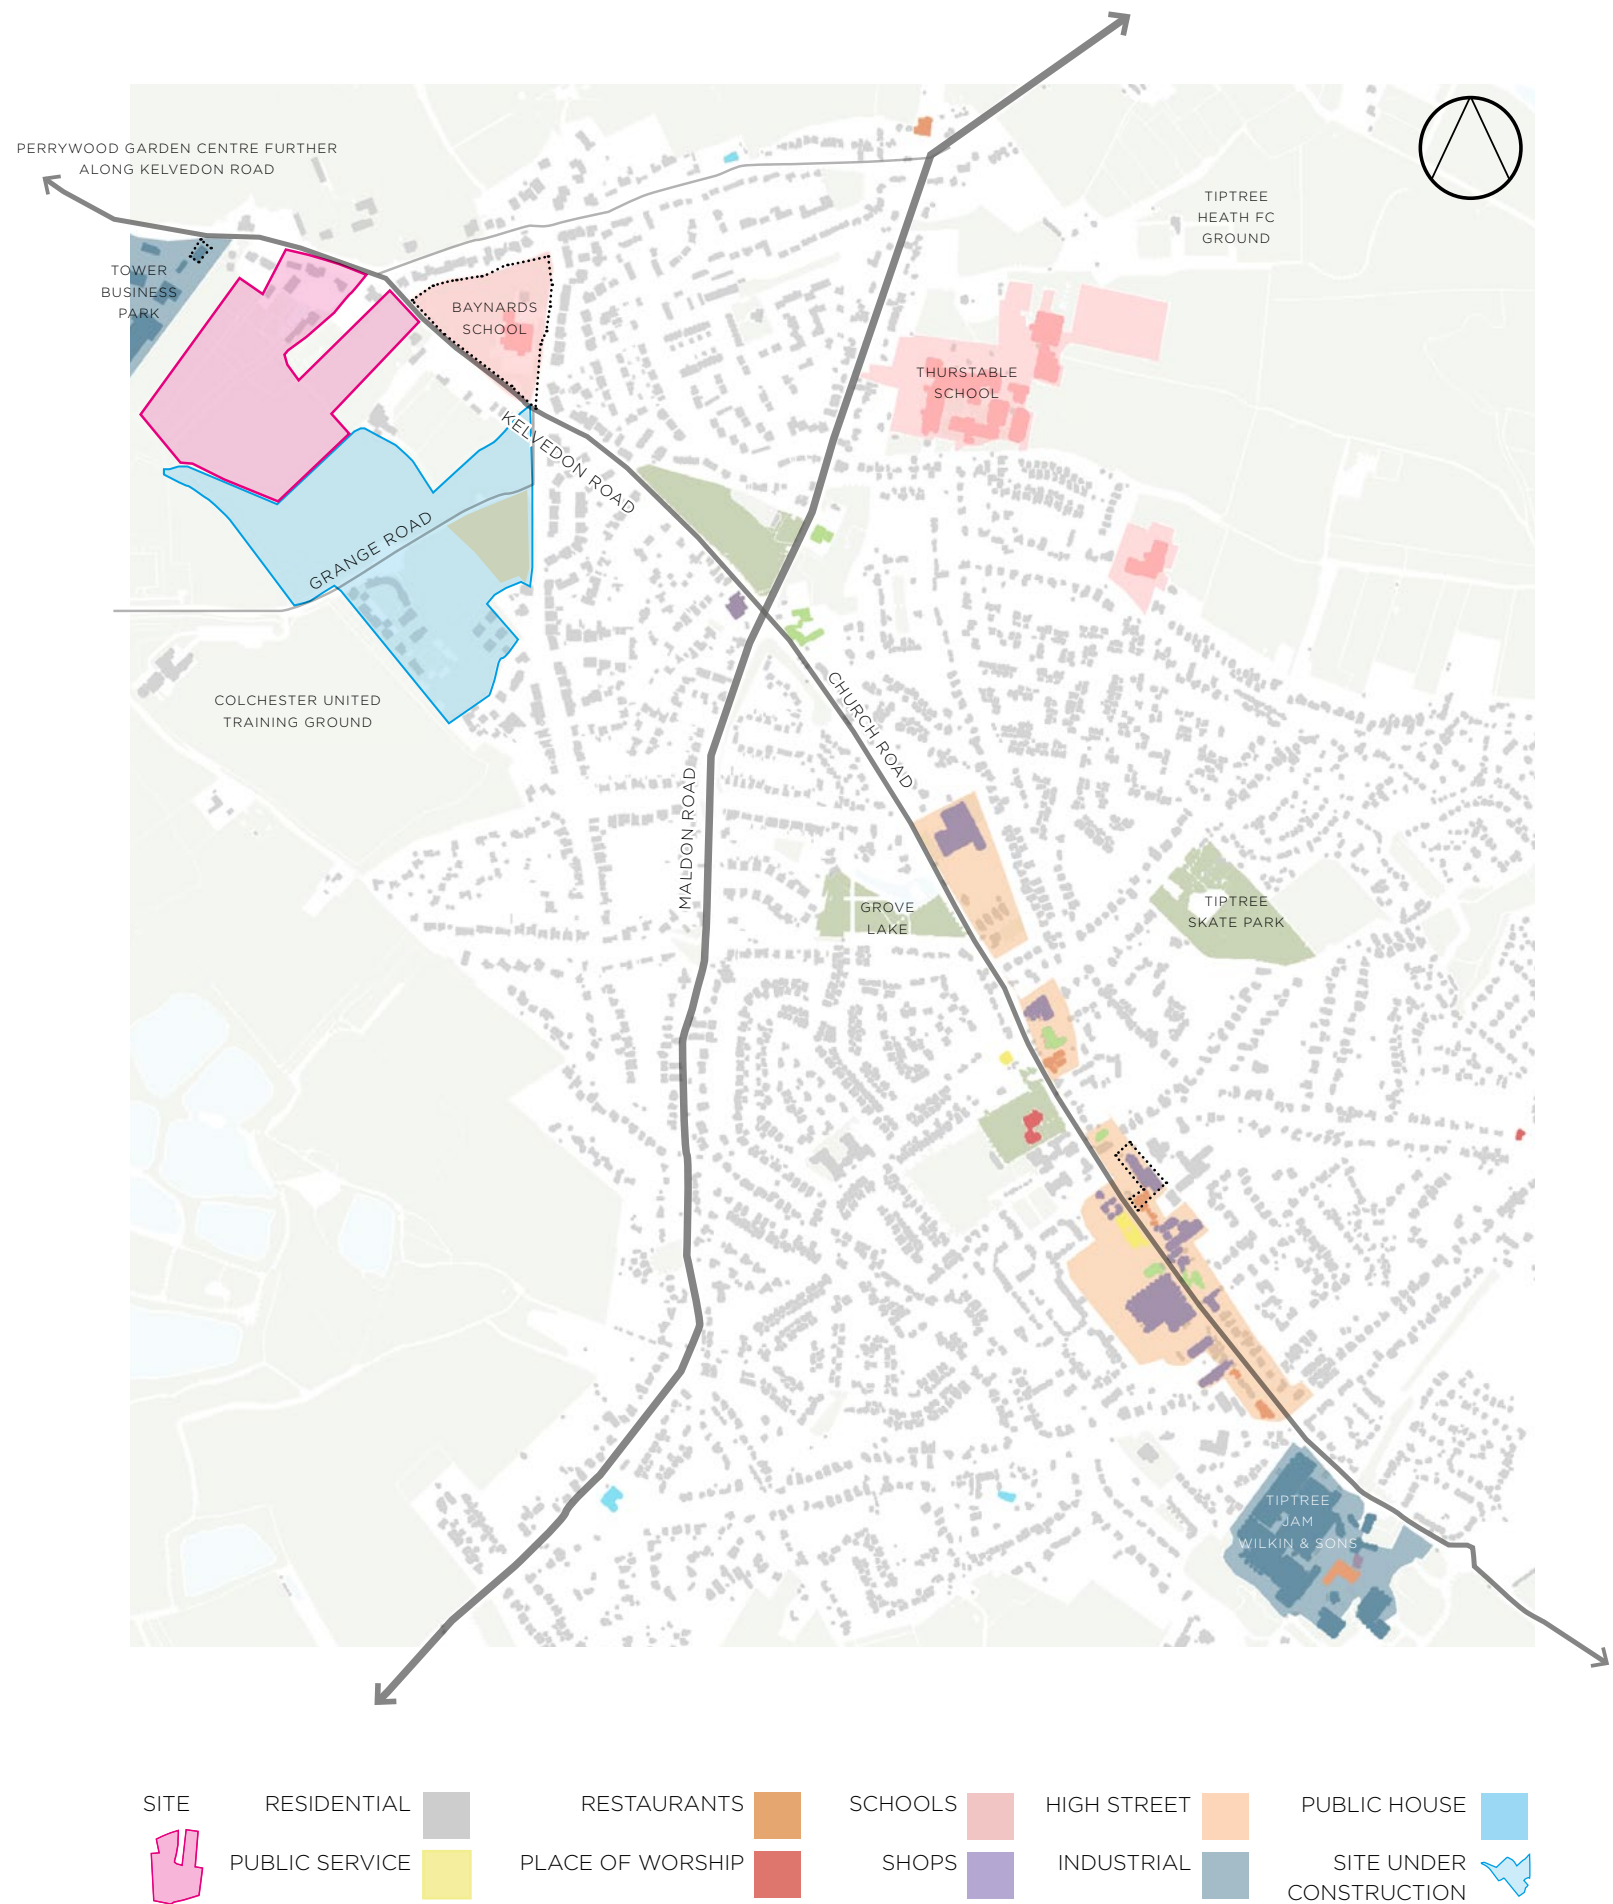 PERRYWOOD GARDEN CENTRE FURTHER
ALONG KELVEDON ROAD
TIPTREE
HEATH FC
GROUND
TOWER
BUSINESS
PARK
BAYNARDS
SCHOOL
THURSTABLE
SCHOOL
KELVEDON ROAD
GRANGE ROAD
COLCHESTER UNITED
TRAINING GROUND
CHURCH ROAD
MALDON ROAD
GROVE
LAKE
TIPTREE
SKATE PARK
TIPTREE
JAM
WILKIN & SONS
SITE
RESIDENTIAL
RESTAURANTS
SCHOOLS
HIGH STREET
PUBLIC HOUSE
PUBLIC SERVICE
PLACE OF WORSHIP
SHOPS
INDUSTRIAL
SITE UNDER
CONSTRUCTION